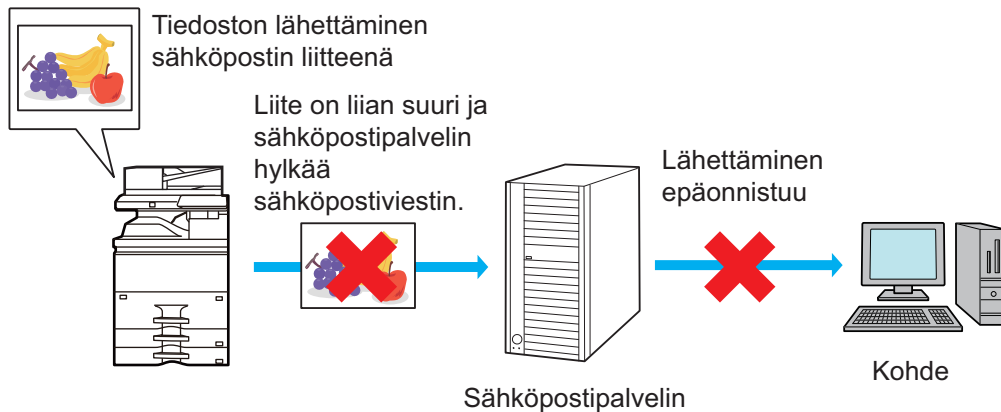 Tiedoston lähettäminen
sähköpostin liitteenä
Liite on liian suuri ja
sähköpostipalvelin
hylkää
sähköpostiviestin.
Lähettäminen
epäonnistuu
Sähköpostipalvelin
Kohde